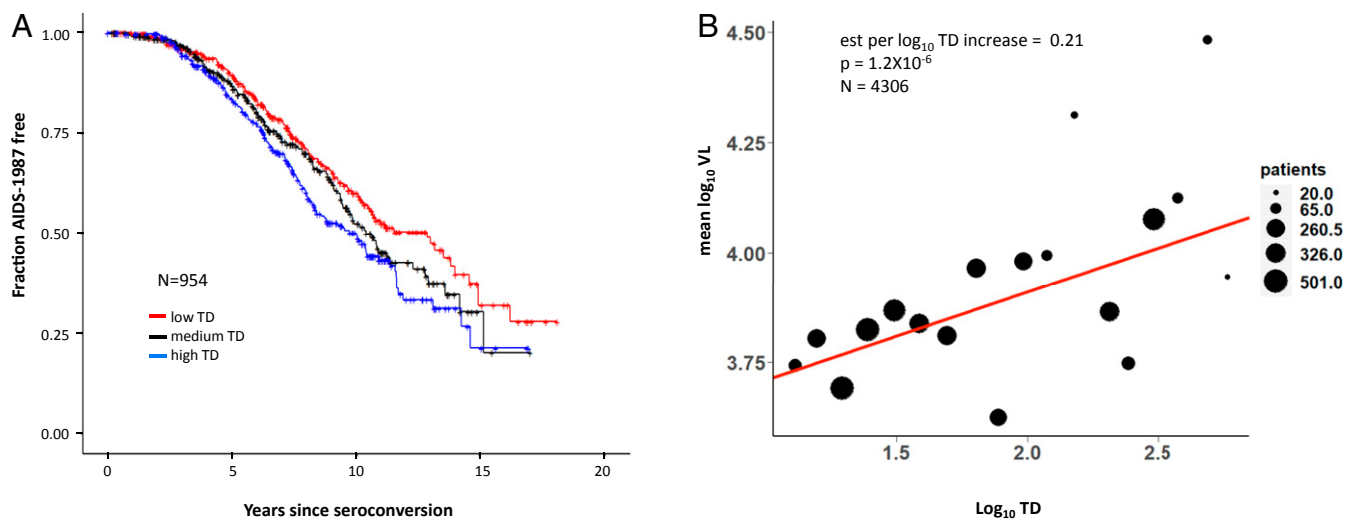 A
1.00
0.75
0.50
0.25
0.00
Fraction AIDS-1987 free
N=954
low TD
medium TD
high TD
0 5 10 15 20
Years since seroconversion
B
est per log₁₀ TD increase = 0.21
p = 1.2X10⁻⁶
N = 4306
4.50
4.25
4.00
3.75
mean log₁₀ VL
1.5 2.0 2.5
Log₁₀ TD
patients
20.0
65.0
260.5
326.0
501.0